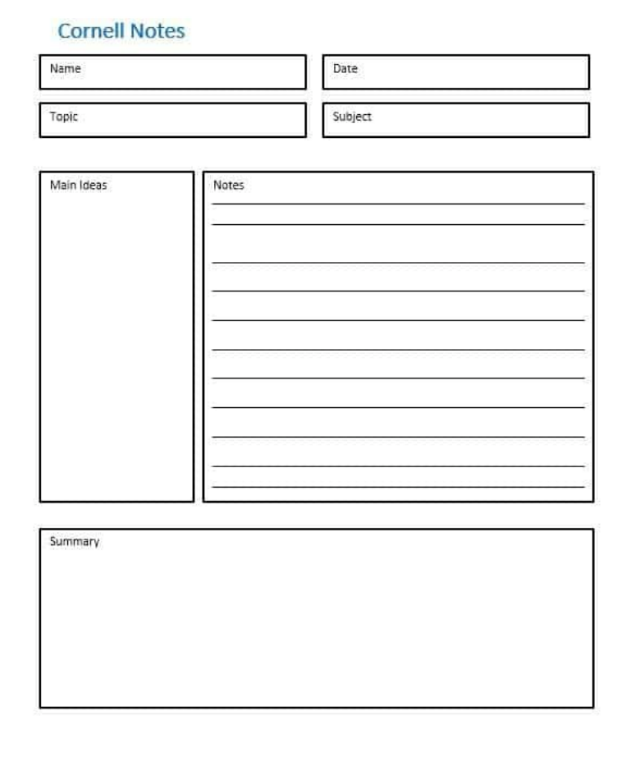 Cornell Notes
Name
Date
Topic
Subject
Main Ideas
Notes
Summary